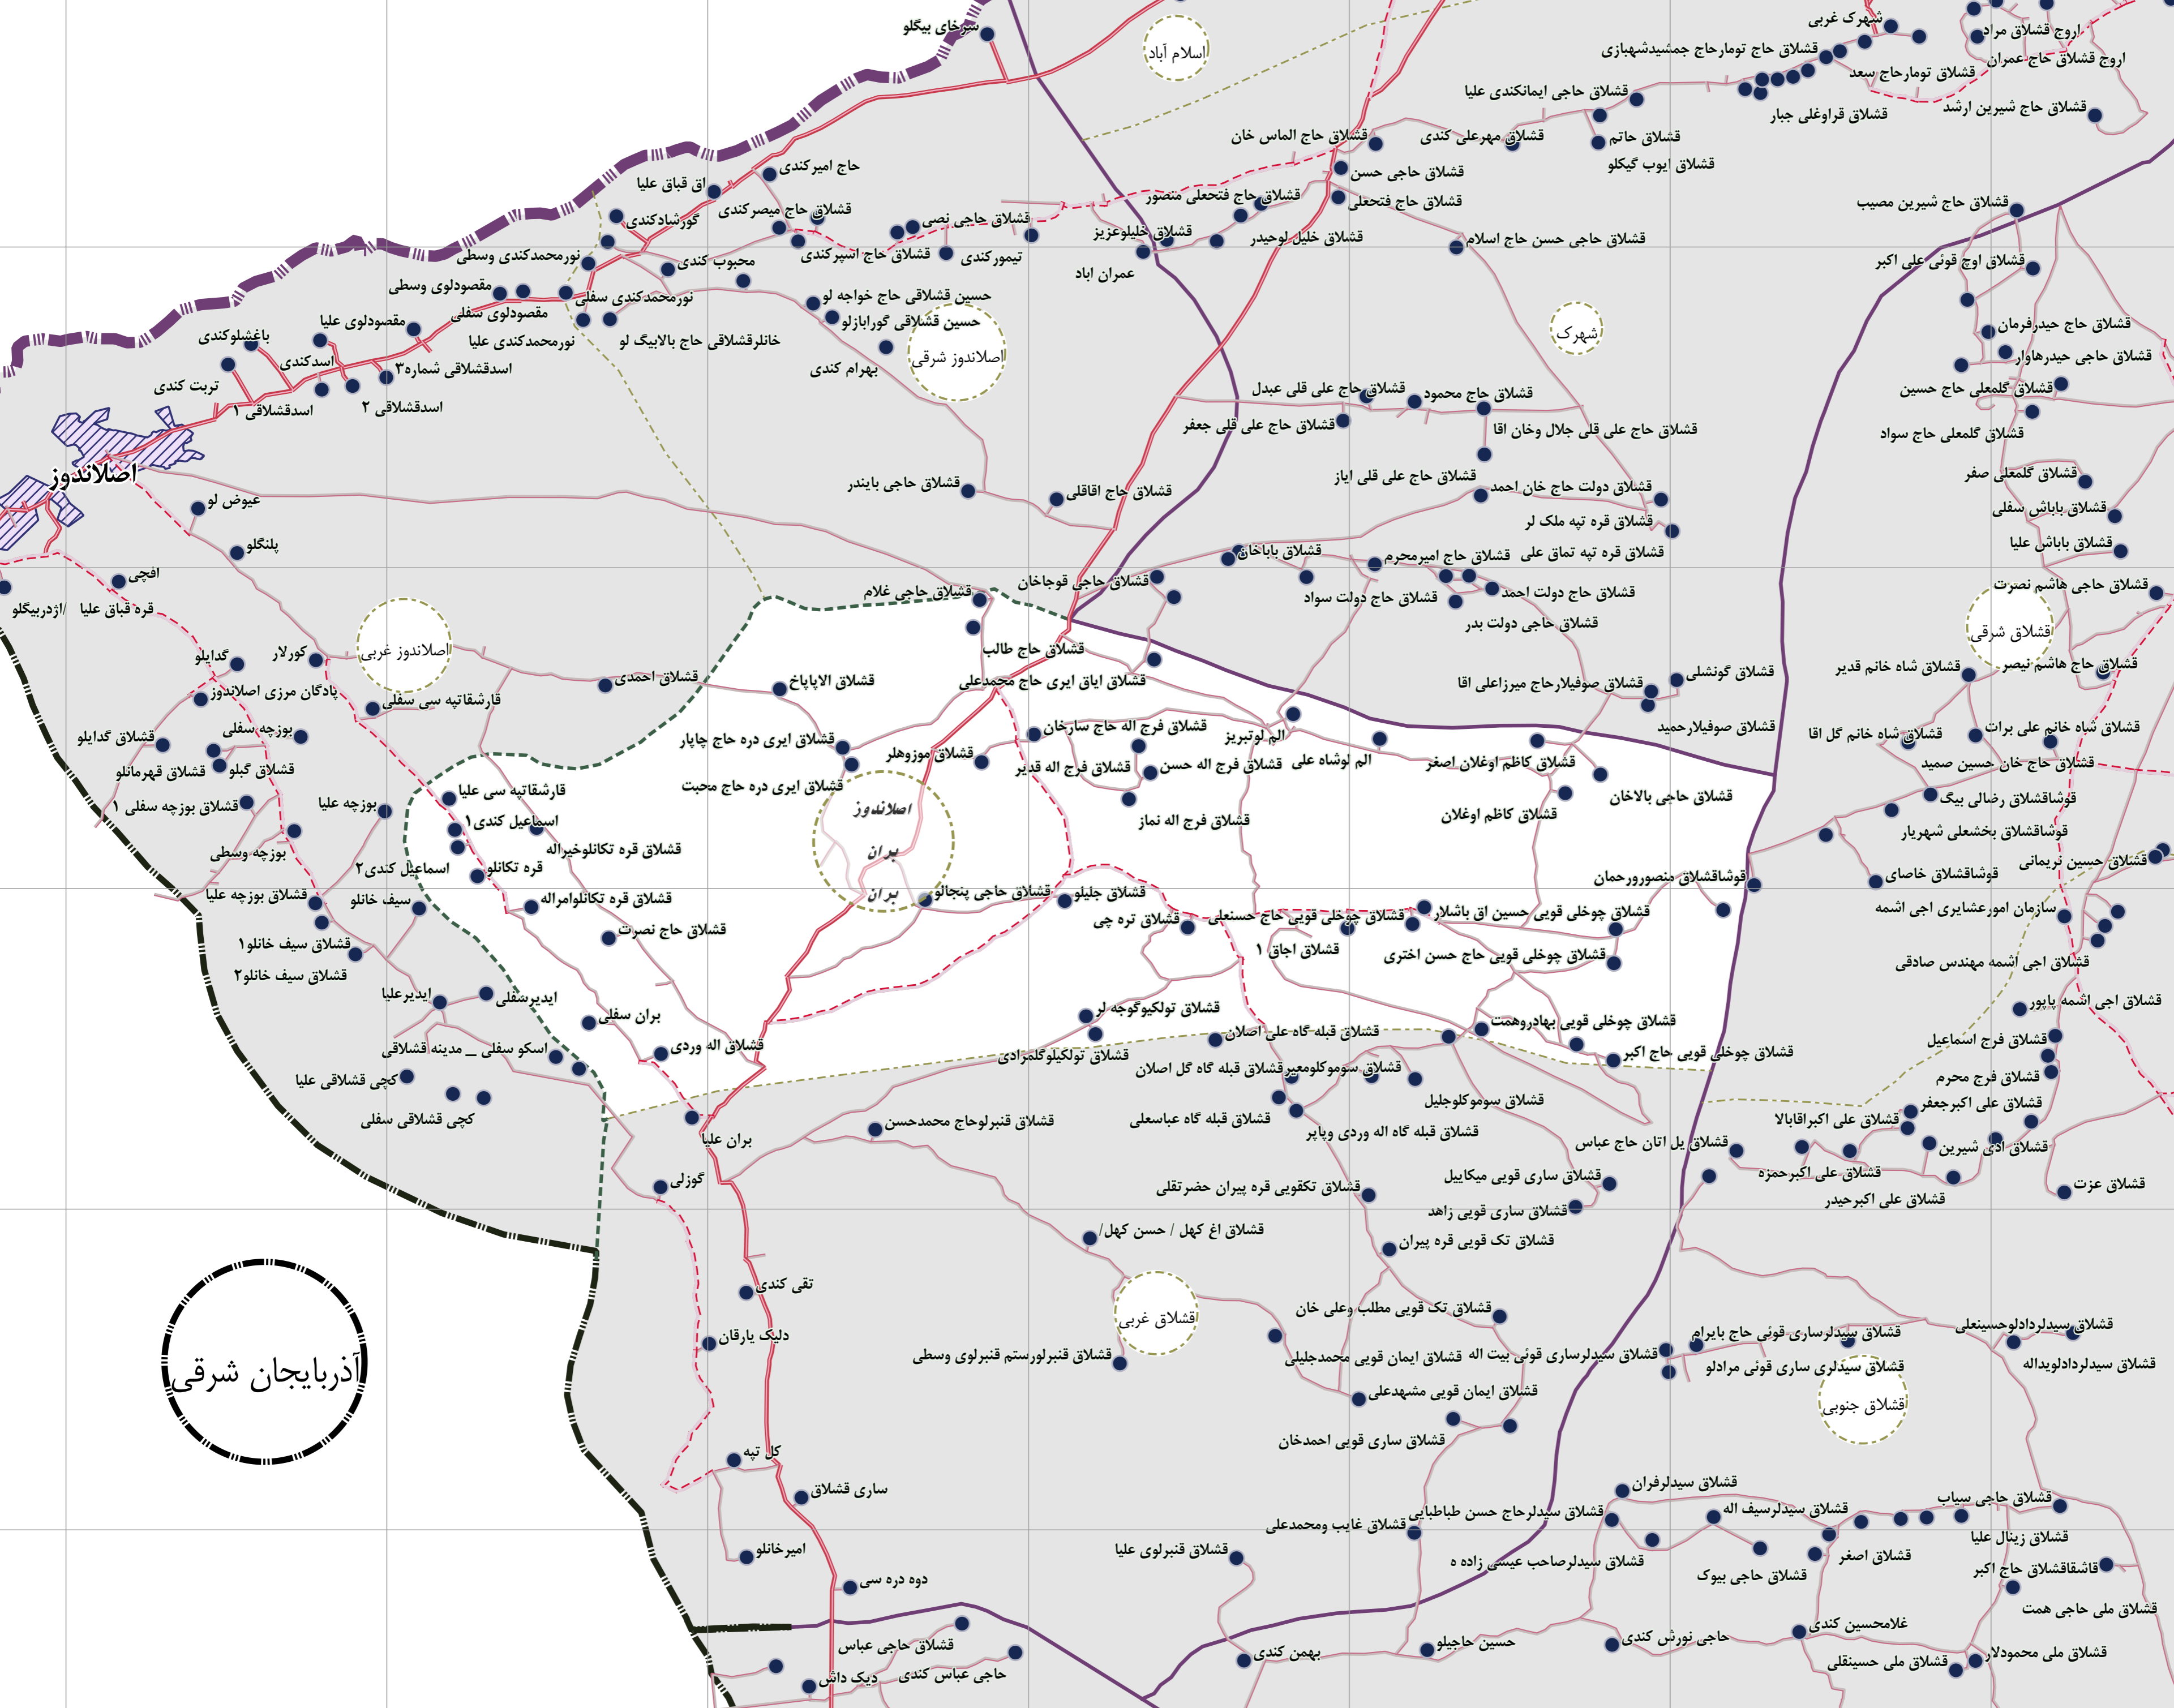 سرخای بیگلو
اسلام آباد
شهرک غربی
قشلاق حاج تومارحاج جمشیدشهبازی
اروج قشلاق مراد
اروج قشلاق حاج عمران
قشلاق تومارحاج سعد
قشلاق حاجی ایمانکندی علیا
قشلاق قراوغلی جبار
قشلاق حاج شیرین ارشد
قشلاق حاج الماس خان
قشلاق مهرعلی کندی
قشلاق حاتم
قشلاق ایوب گیکلو
حاج امیرکندی
اق قباق علیا
قشلاق حاجی حسن
قشلاق حاج فتحعلی منصور
قشلاق حاج فتحعلی
قشلاق حاج شیرین مصیب
گورشادکندی
قشلاق حاج میصرکندی
قشلاق حاجی نصی
قشلاق خلیلوعزیز
قشلاق خلیل لوحیدر
قشلاق حاجی حسن حاج اسلام
نورمحمدکندی وسطی
محبوب کندی
قشلاق حاج اسپرکندی
تیمورکندی
عمران اباد
قشلاق اوچ قوئی علی اکبر
مقصودلوی وسطی
نورمحمدکندی سفلی
حسین قشلاقی حاج خواجه لو
مقصودلوی علیا
مقصودلوی سفلی
حسین قشلاقی گورابازلو
شهرک
قشلاق حاج حیدرفرمان
باغشلوکندی
نورمحمدکندی علیا
خانلرقشلاقی حاج بالابیگ لو
اصلاندوز شرقی
قشلاق حاجی حیدرهاوار
اسدکندی
اسدقشلاقی شماره۳
بهرام کندی
تربت کندی
اسدقشلاقی ۱
اسدقشلاقی ۲
قشلاق حاج علی قلی عبدل
قشلاق حاج محمود
قشلاق گلمعلی حاج حسین
قشلاق حاج علی قلی جعفر
قشلاق حاج علی قلی جلال وخان اقا
قشلاق گلمعلی حاج سواد
اصلاندوز
قشلاق حاجی بایندر
قشلاق حاج اقاقلی
قشلاق حاج علی قلی ایاز
قشلاق دولت حاج خان احمد
قشلاق گلمعلی صفر
عیوض لو
قشلاق قره تپه ملک لر
قشلاق باباش سفلی
پلنگلو
قشلاق باباخان
قشلاق حاج امیرمحرم
قشلاق قره تپه تماق علی
قشلاق باباش علیا
افچی
قشلاق حاجی غلام
قشلاق حاجی قوجاخان
قشلاق حاج دولت سواد
قشلاق حاج دولت احمد
قشلاق حاجی هاشم نصرت
ااژدربیگلو
قره قباق علیا
قشلاق حاجی دولت بدر
قشلاق شرقی
اصلاندوز غربی
کورلار
گدایلو
قشلاق حاج طالب
قشلاق حاج هاشم نیصر
قشلاق شاه خانم قدیر
قشلاق احمدی
قشلاق الاپاپاخ
قشلاق ایاق ایری حاج محمدعلی
قشلاق صوفیلارحاج میرزاعلی اقا
قشلاق گونشلی
پادگان مرزی اصلاندوز
قارشقاتپه سی سفلی
قشلاق صوفیلارحمید
بوزچه سفلی
قشلاق گدایلو
قشلاق ایری دره حاج چاپار
قشلاق فرج اله حاج سارخان
الم لوتبریز
قشلاق شاه خانم علی برات
قشلاق شاه خانم گل اقا
قشلاق گبلو
قشلاق قهرمانلو
قشلاق موزوهلر
قشلاق فرج اله قدیر
قشلاق فرج اله حسن
الم لوشاه علی
قشلاق کاظم اوغلان اصغر
قشلاق حاج خان حسین صمید
قشلاق ایری دره حاج محبت
قارشقاتپه سی علیا
قشلاق حاجی بالاخان
قوشاقشلاق رضالی بیگ
قشلاق بوزچه سفلی ۱
بوزچه علیا
اسماعیل کندی۱
اصلاندوز
قشلاق فرج اله نماز
قشلاق کاظم اوغلان
قوشاقشلاق بخشعلی شهریار
بوزچه وسطی
قشلاق قره تکانلوخیراله
بران
قشلاق حسین نریمانی
اسماعیل کندی۲
قره تکانلو
قوشاقشلاق منصورورحمان
قوشاقشلاق خاصای
قشلاق بوزچه علیا
سیف خانلو
قشلاق قره تکانلوامراله
بران
قشلاق حاجی پنجالو
قشلاق جلیلو
قشلاق تره چی
قشلاق چوخلی قویی حاج حسنعلی
قشلاق چوخلی قویی حسین اق باشلار
سازمان امورعشایری اجی اشمه
قشلاق سیف خانلو۱
قشلاق حاج نصرت
قشلاق اجاق ۱
قشلاق چوخلی قویی حاج حسن اختری
قشلاق سیف خانلو۲
قشلاق اجی اشمه مهندس صادقی
ایدیرعلیا
ایدیرسفلی
بران سفلی
قشلاق تولکیوگوجه لر
قشلاق اجی اشمه پاپور
قشلاق قبله گاه علی اصلان
قشلاق چوخلی قویی بهادروهمت
قشلاق فرج اسماعیل
اسکو سفلی _ مدینه قشلاقی
قشلاق اله وردی
قشلاق تولکیلوگلمرادی
قشلاق چوخلی قویی حاج اکبر
قشلاق قبله گاه گل اصلان
قشلاق سوموکلومعیر
قشلاق فرج محرم
کچی قشلاقی علیا
کچی قشلاقی سفلی
قشلاق سوموکلوجلیل
قشلاق علی اکبرجعفر
قشلاق قنبرلوحاج محمدحسن
قشلاق قبله گاه عباسعلی
قشلاق قبله گاه اله وردی وپاپر
قشلاق علی اکبراقابالا
بران علیا
قشلاق یل اتان حاج عباس
قشلاق ادی شیرین
گوزلی
قشلاق تکقویی قره پیران حضرتقلی
قشلاق ساری قویی میکاییل
قشلاق علی اکبرحمزه
قشلاق علی اکبرحیدر
قشلاق عزت
قشلاق ساری قویی زاهد
قشلاق اغ کهل / حسن کهل/
قشلاق تک قویی قره پیران
تقی کندی
قشلاق غربی
قشلاق تک قویی مطلب وعلی خان
دلیک یارقان
قشلاق سیدلرساری قوئی حاج بایرام
قشلاق سیدلردادلوحسینعلی
آذربایجان شرقی
قشلاق قنبرلورستم قنبرلوی وسطی
قشلاق ایمان قویی محمدجلیلی
قشلاق سیدلرساری قوئی بیت اله
قشلاق سیدلری ساری قوئی مرادلو
قشلاق سیدلردادلویداله
قشلاق ایمان قویی مشهدعلی
قشلاق جنوبی
کل تپه
قشلاق ساری قویی احمدخان
ساری قشلاق
قشلاق سیدلرفران
قشلاق حاجی سیاب
قشلاق غایب ومحمدعلی
قشلاق سیدلرحاج حسن طباطبایی
قشلاق سیدلرسیف اله
امیرخانلو
قشلاق قنبرلوی علیا
قشلاق سیدلرصاحب عیسی زاده ه
قشلاق زینال علیا
قشلاق اصغر
قشلاق حاجی بیوک
قاشقاقشلاق حاج اکبر
دوه دره سی
قشلاق ملی حاجی همت
غلامحسین کندی
قشلاق حاجی عباس
حسین حاجیلو
حاجی نورش کندی
بهمن کندی
قشلاق ملی محمودلار
قشلاق ملی حسینقلی
دیک داش
حاجی عباس کندی